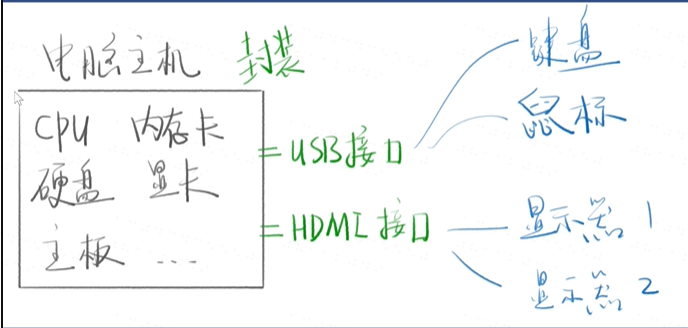 电脑主机 封装
键盘
鼠标
CPU 内存卡
硬盘 显卡
主板 ...
= USB接口
= HDMI接口
显示器1
显示器2